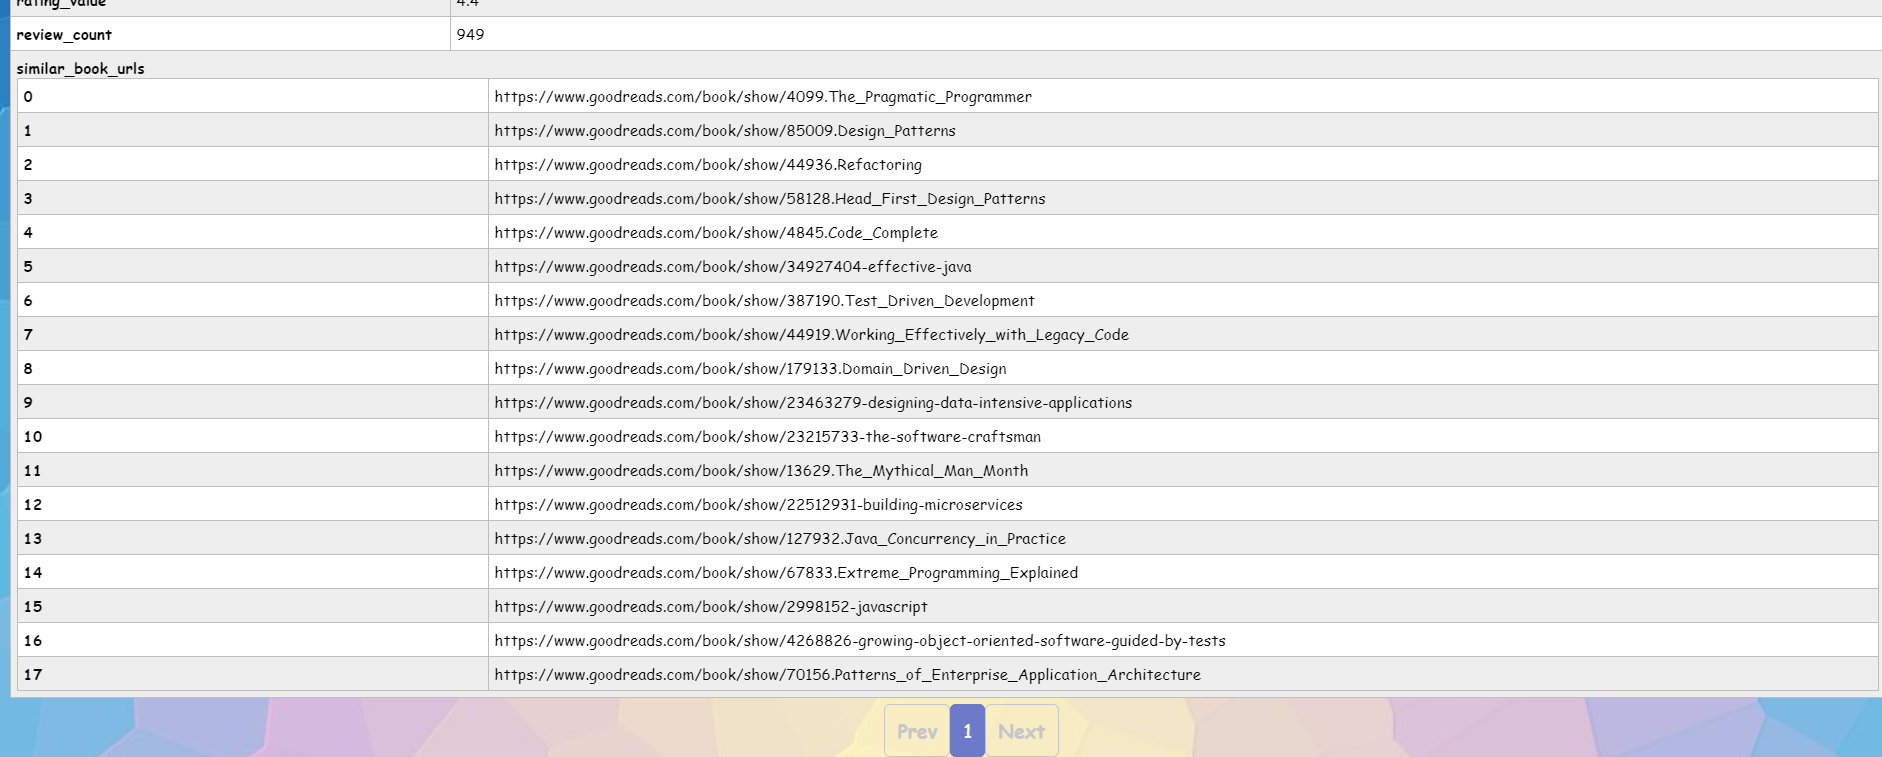 rating_value 4.4
review_count 949
similar_book_urls
0 https://www.goodreads.com/book/show/4099.The_Pragmatic_Programmer
1 https://www.goodreads.com/book/show/85009.Design_Patterns
2 https://www.goodreads.com/book/show/44936.Refactoring
3 https://www.goodreads.com/book/show/58128.Head_First_Design_Patterns
4 https://www.goodreads.com/book/show/4845.Code_Complete
5 https://www.goodreads.com/book/show/34927404-effective-java
6 https://www.goodreads.com/book/show/387190.Test_Driven_Development
7 https://www.goodreads.com/book/show/44919.Working_Effectively_with_Legacy_Code
8 https://www.goodreads.com/book/show/179133.Domain_Driven_Design
9 https://www.goodreads.com/book/show/23463279-designing-data-intensive-applications
10 https://www.goodreads.com/book/show/23215733-the-software-craftsman
11 https://www.goodreads.com/book/show/13629.The_Mythical_Man_Month
12 https://www.goodreads.com/book/show/22512931-building-microservices
13 https://www.goodreads.com/book/show/127932.Java_Concurrency_in_Practice
14 https://www.goodreads.com/book/show/67833.Extreme_Programming_Explained
15 https://www.goodreads.com/book/show/2998152-javascript
16 https://www.goodreads.com/book/show/4268826-growing-object-oriented-software-guided-by-tests
17 https://www.goodreads.com/book/show/70156.Patterns_of_Enterprise_Application_Architecture
Prev 1 Next